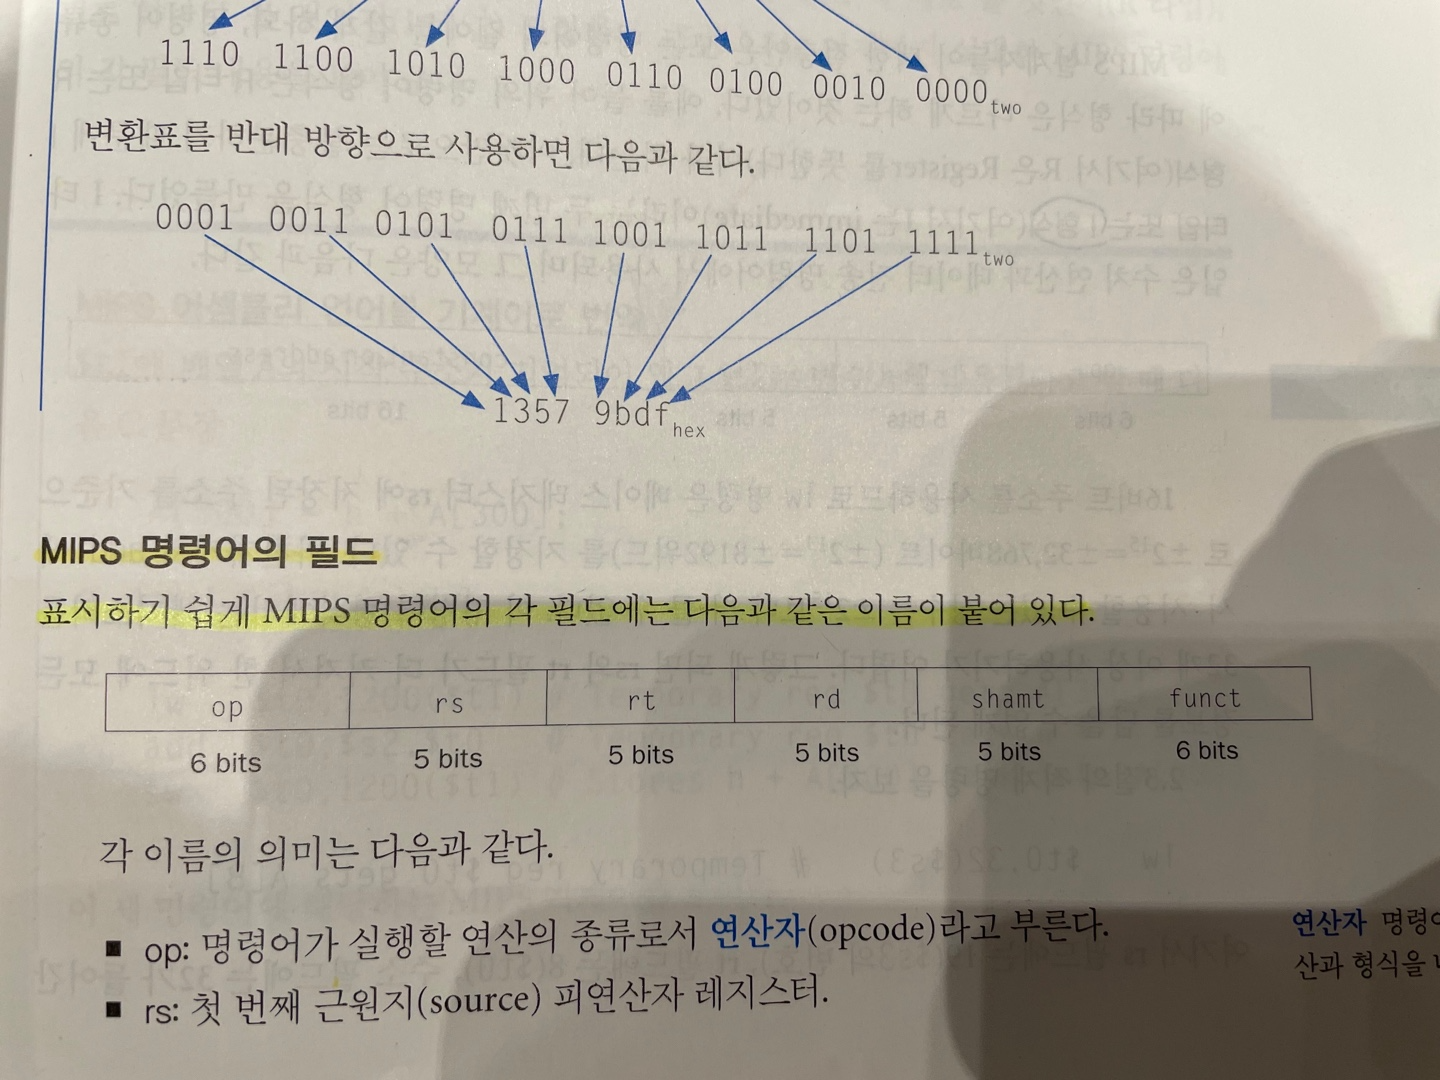 1110 1100 1010 1000 0110 0100 0010 0000two
변환표를 반대 방향으로 사용하면 다음과 같다.
0001 0011 0101 0111 1001 1011 1101 1111two
1357 9bdfhex
MIPS 명령어의 필드
표시하기 쉽게 MIPS 명령어의 각 필드에는 다음과 같은 이름이 붙어 있다.
op rs rt rd shamt funct
6 bits 5 bits 5 bits 5 bits 5 bits 6 bits
각 이름의 의미는 다음과 같다.
■ op: 명령어가 실행할 연산의 종류로서 연산자(opcode)라고 부른다.
■ rs: 첫 번째 근원지(source) 피연산자 레지스터.
연산자 명령어
산과 형식을